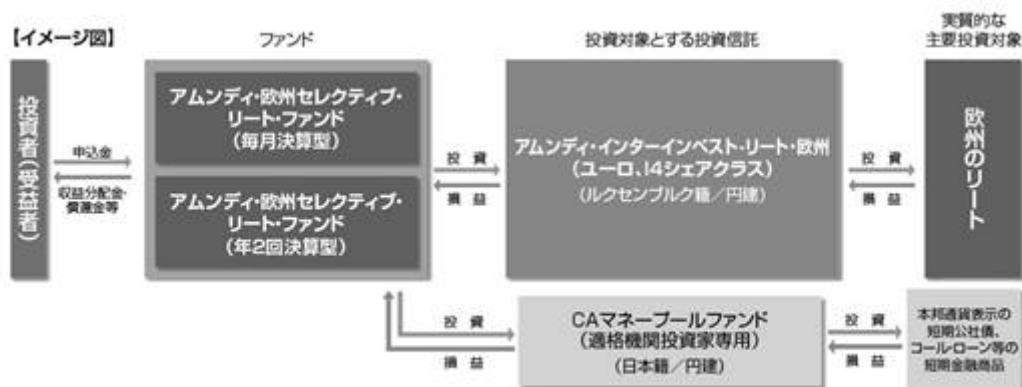 【イメージ図】
ファンド
投資対象とする投資信託
実質的な
主要投資対象
投資者(受益者)
申込金
収益分配金・
償還金等
アムンディ・欧州セレクティブ・
リート・ファンド
(毎月決算型)
アムンディ・欧州セレクティブ・
リート・ファンド
(年2回決算型)
投資
損益
アムンディ・インターインベスト-リート・欧州
(ユーロ、I4シェアクラス)
(ルクセンブルク籍/円建)
投資
損益
欧州のリート
投資
損益
CAマネープールファンド
(適格機関投資家専用)
(日本籍/円建)
投資
損益
本邦通貨表示の
短期公社債、
コール・ローン等の
短期金融商品